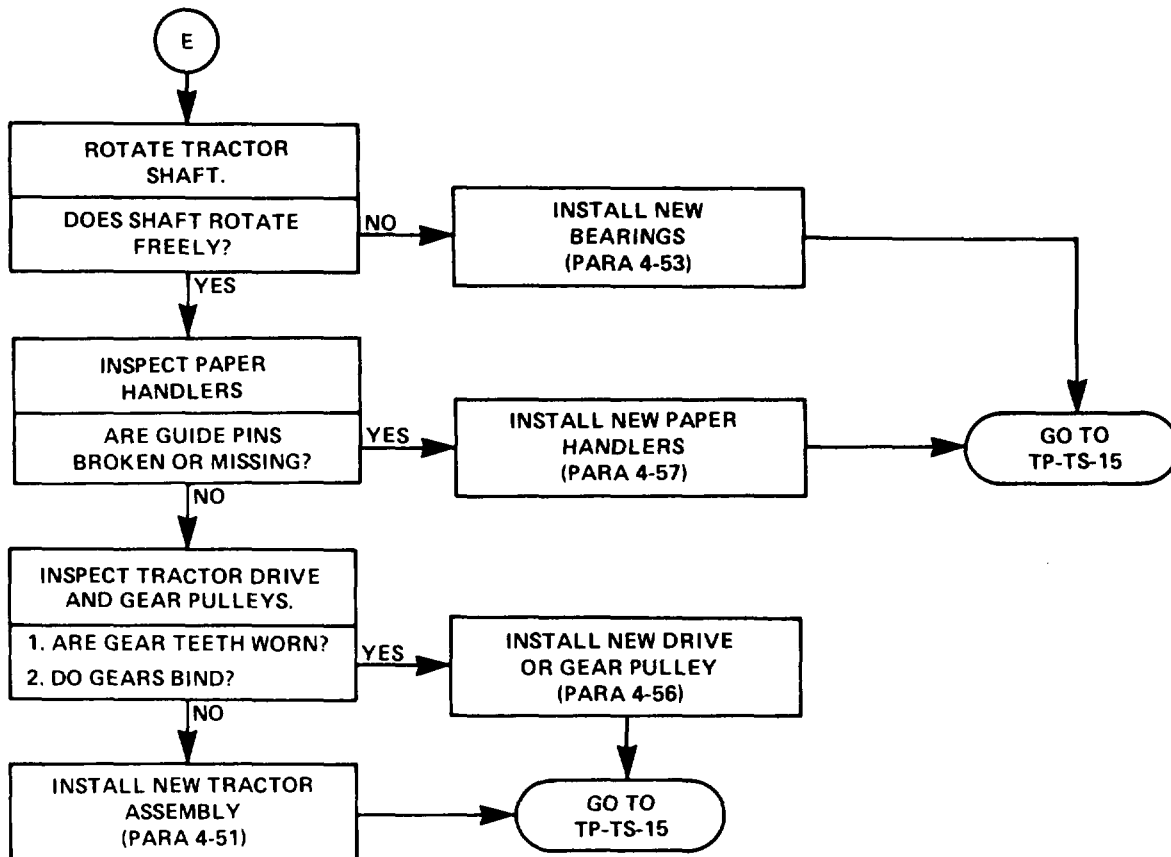 E
ROTATE TRACTOR
SHAFT.
DOES SHAFT ROTATE
FREELY?
NO
INSTALL NEW
BEARINGS
(PARA 4-53)
YES
INSPECT PAPER
HANDLERS
ARE GUIDE PINS
BROKEN OR MISSING?
YES
INSTALL NEW PAPER
HANDLERS
(PARA 4-57)
GO TO
TP-TS-15
NO
INSPECT TRACTOR DRIVE
AND GEAR PULLEYS.
1. ARE GEAR TEETH WORN?
2. DO GEARS BIND?
YES
INSTALL NEW DRIVE
OR GEAR PULLEY
(PARA 4-56)
NO
INSTALL NEW TRACTOR
ASSEMBLY
(PARA 4-51)
GO TO
TP-TS-15